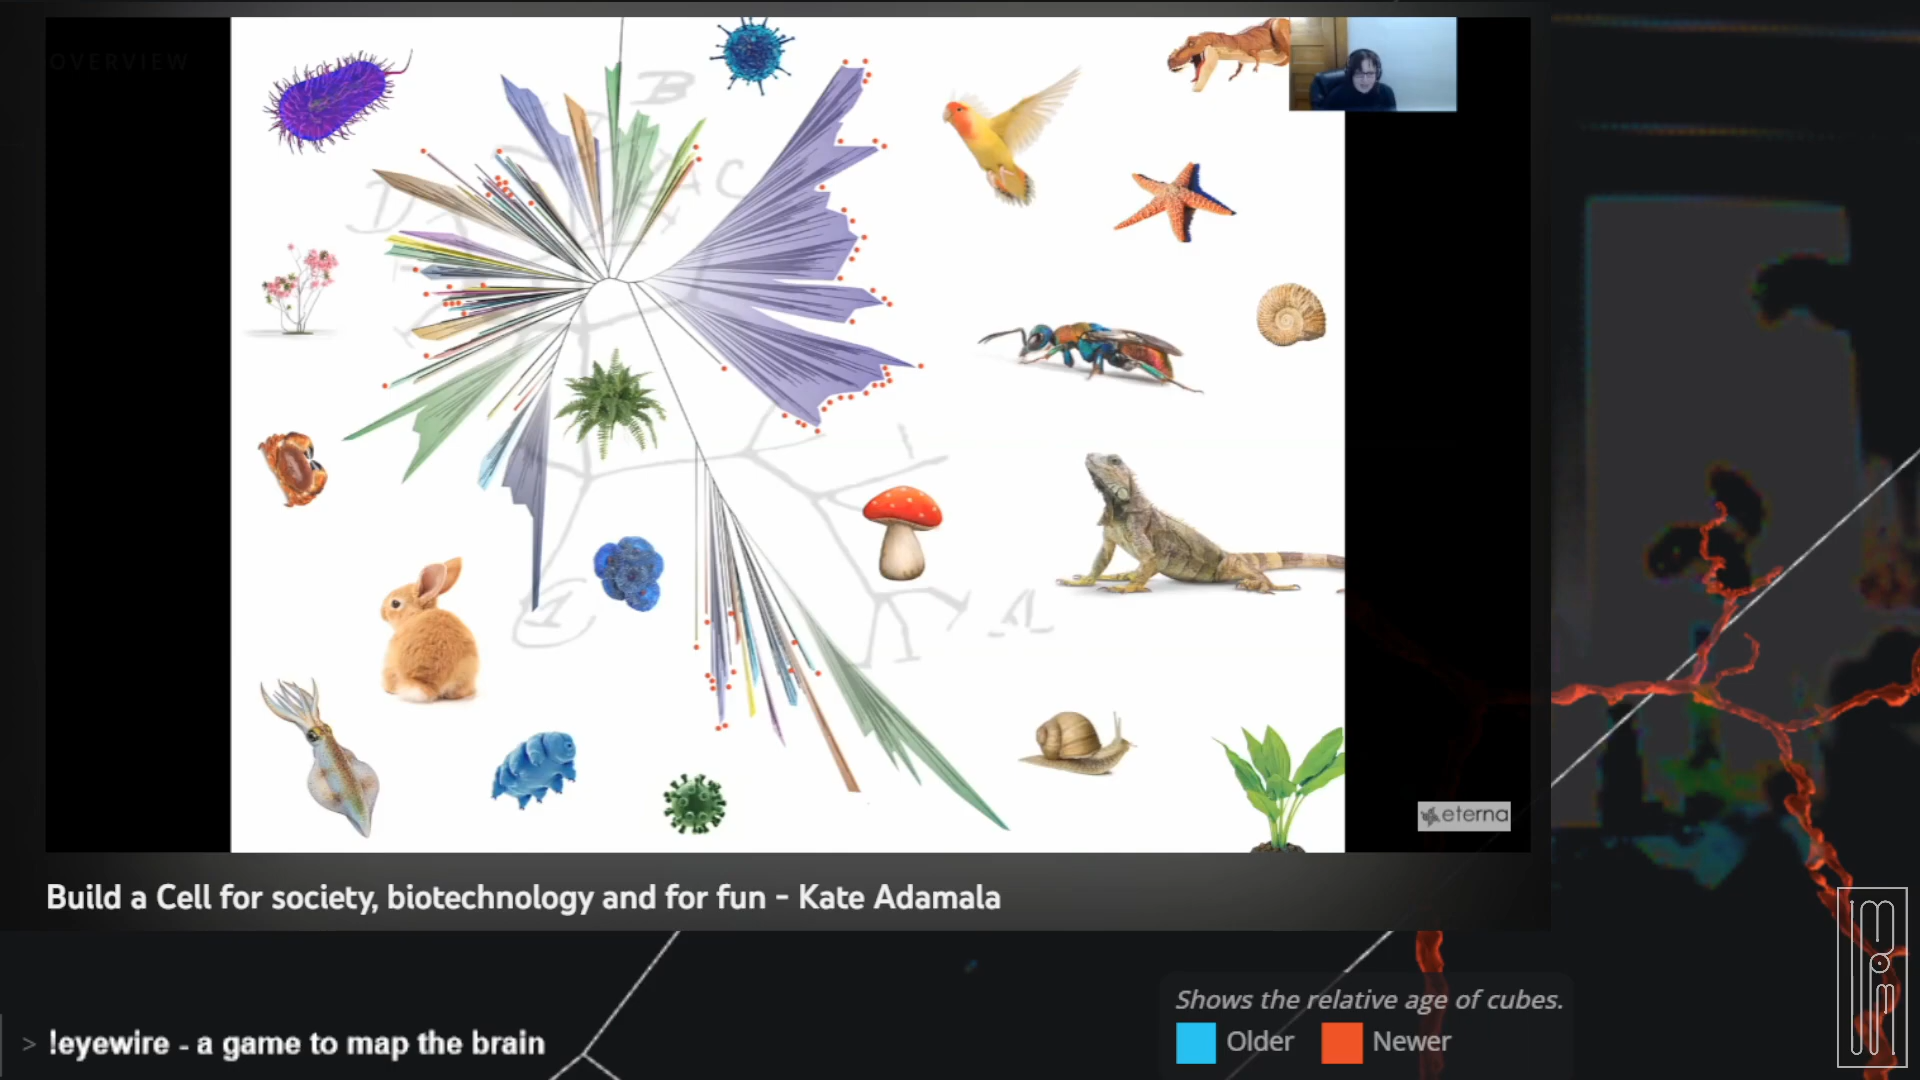 OVERVIEW
B
C
D
A
1
eterna
Build a Cell for society, biotechnology and for fun - Kate Adamala
Shows the relative age of cubes.
Older Newer
> !eyewire - a game to map the brain